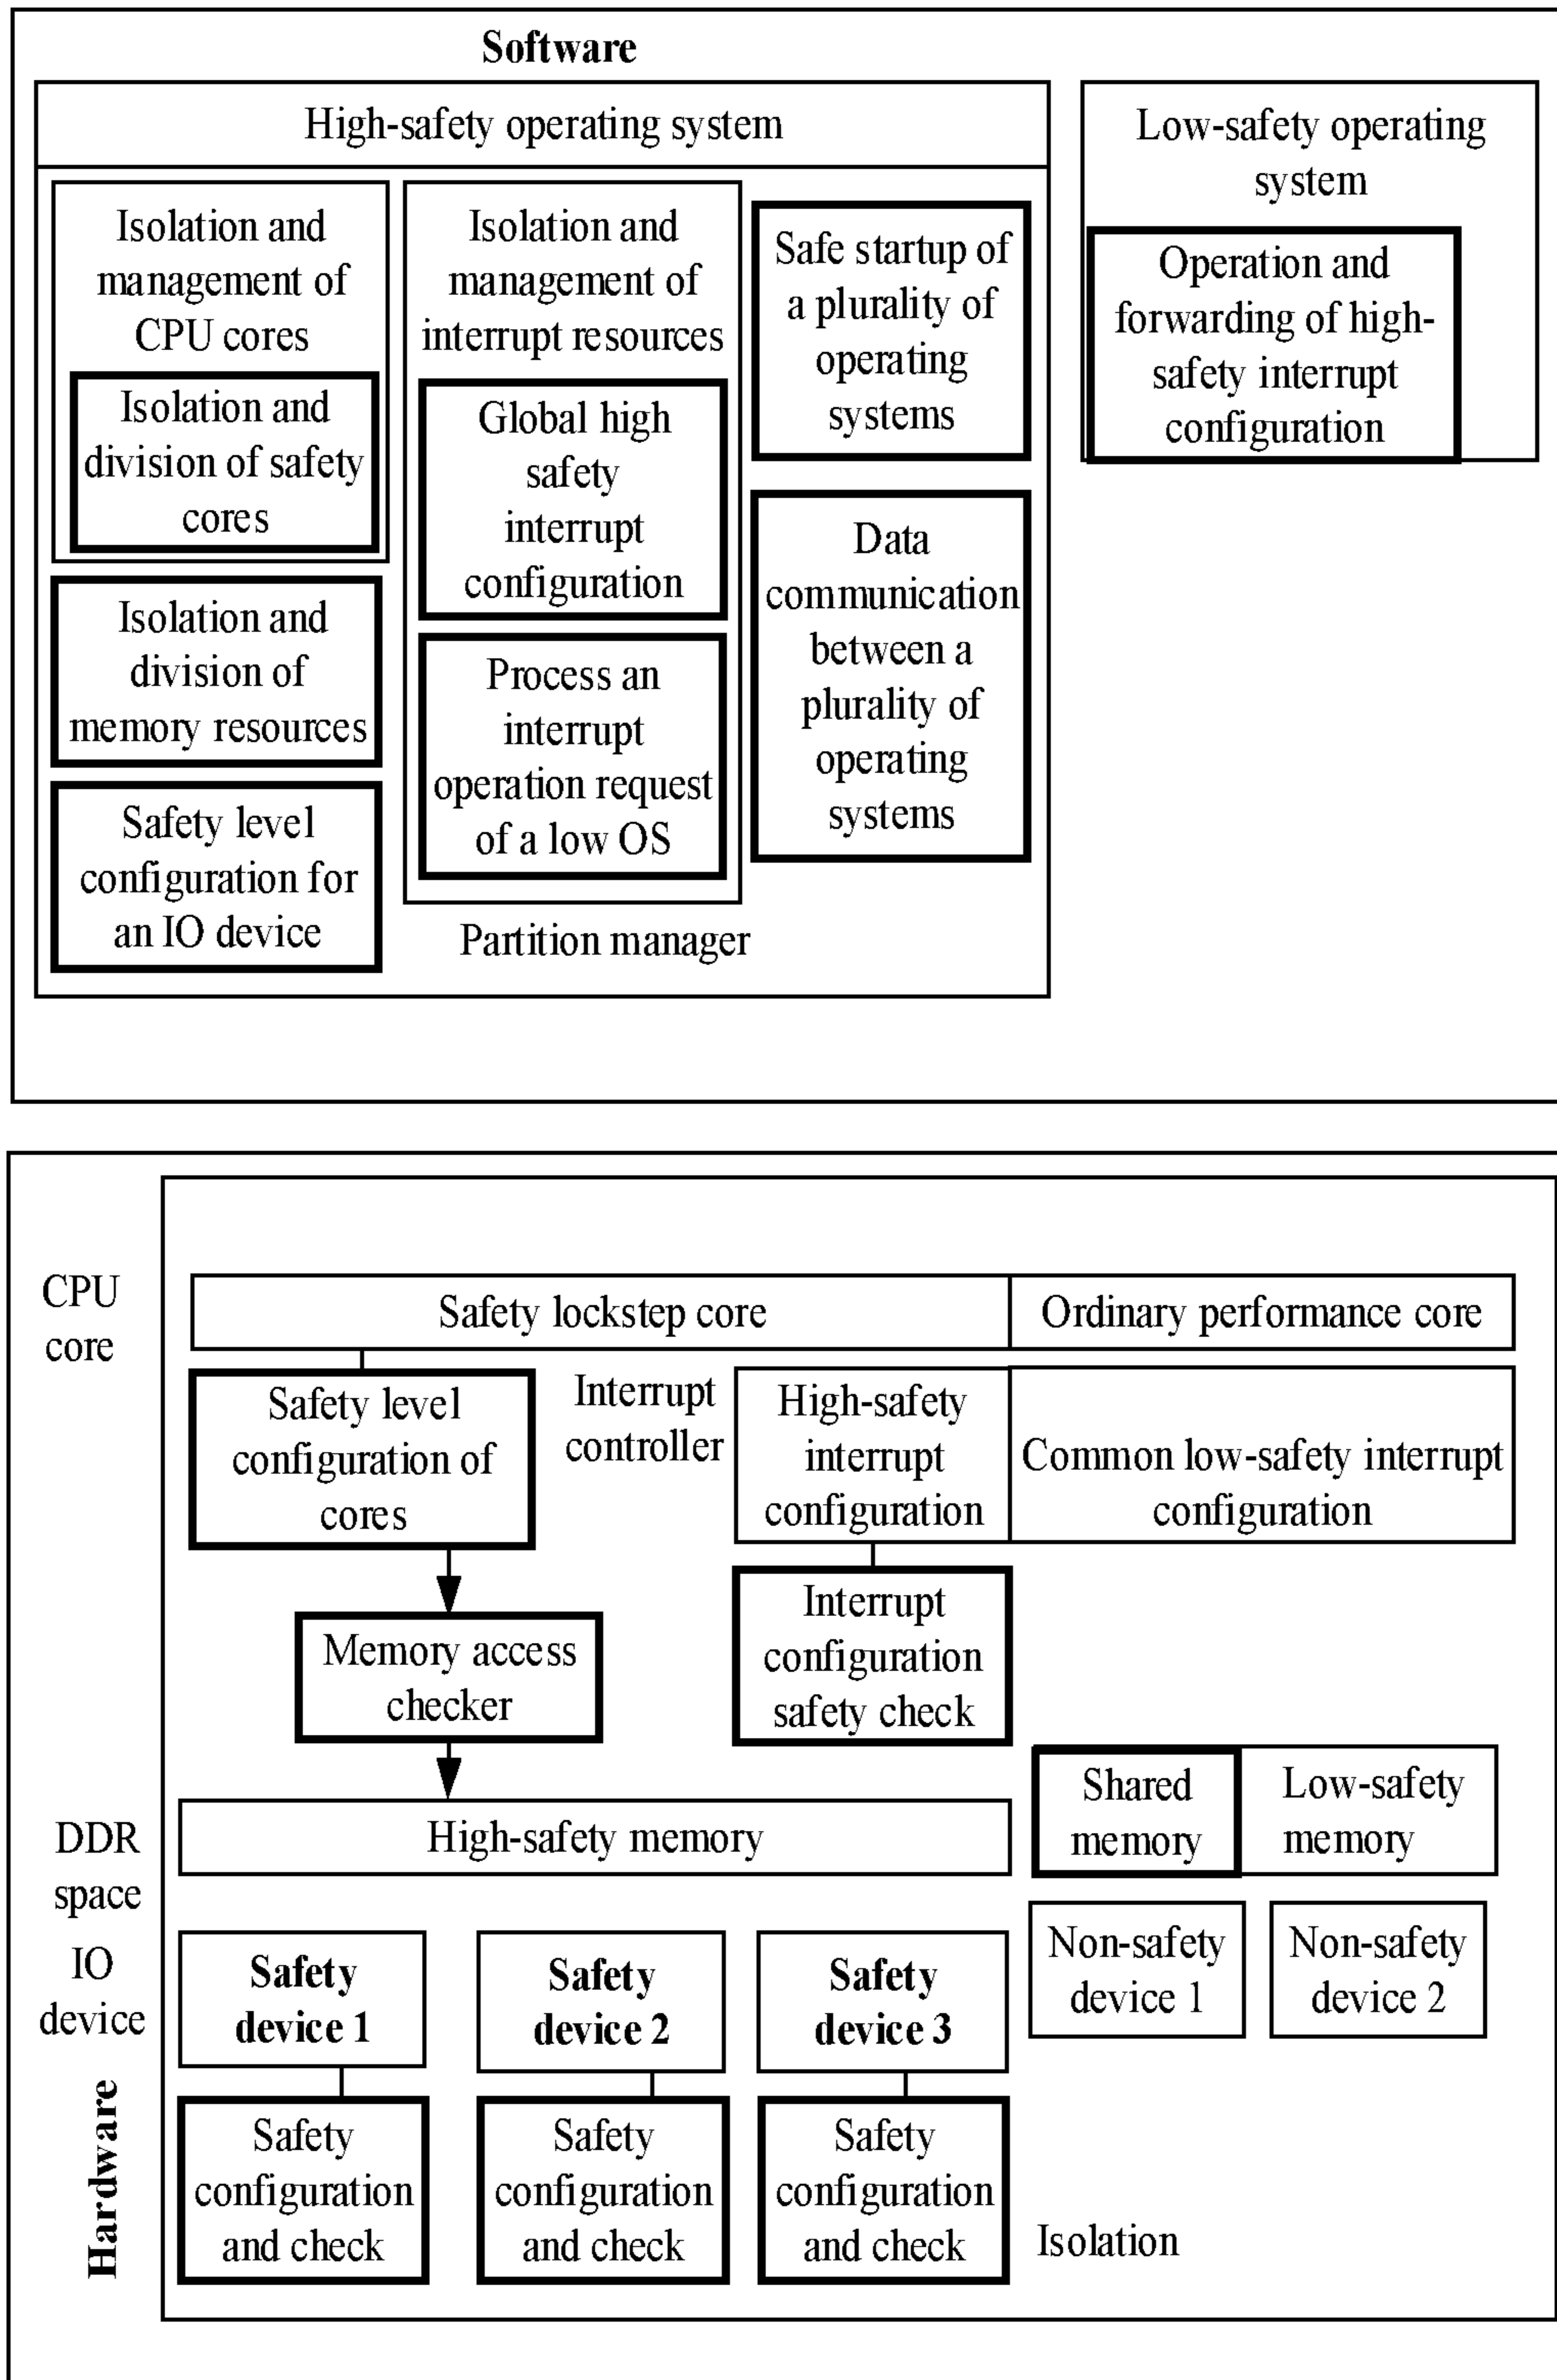 Software
High-safety operating system
Isolation and
management of
CPU cores
Isolation and
division of safety
cores
Isolation and
division of
memory resources
Safety level
configuration for
an IO device
Isolation and
management of
interrupt resources
Global high
safety
interrupt
configuration
Process an
interrupt
operation request
of a low OS
Partition manager
Safe startup of
a plurality of
operating
systems
Data
communication
between a
plurality of
operating
systems
Low-safety operating
system
Operation and
forwarding of high-
safety interrupt
configuration
CPU
core
Safety lockstep core
Ordinary performance core
Safety level
configuration of
cores
Interrupt
controller
High-safety
interrupt
configuration
Common low-safety interrupt
configuration
Memory access
checker
Interrupt
configuration
safety check
DDR
space
High-safety memory
Shared
memory
Low-safety
memory
IO
device
Safety
device 1
Safety
device 2
Safety
device 3
Non-safety
device 1
Non-safety
device 2
Hardware
Safety
configuration
and check
Safety
configuration
and check
Safety
configuration
and check
Isolation